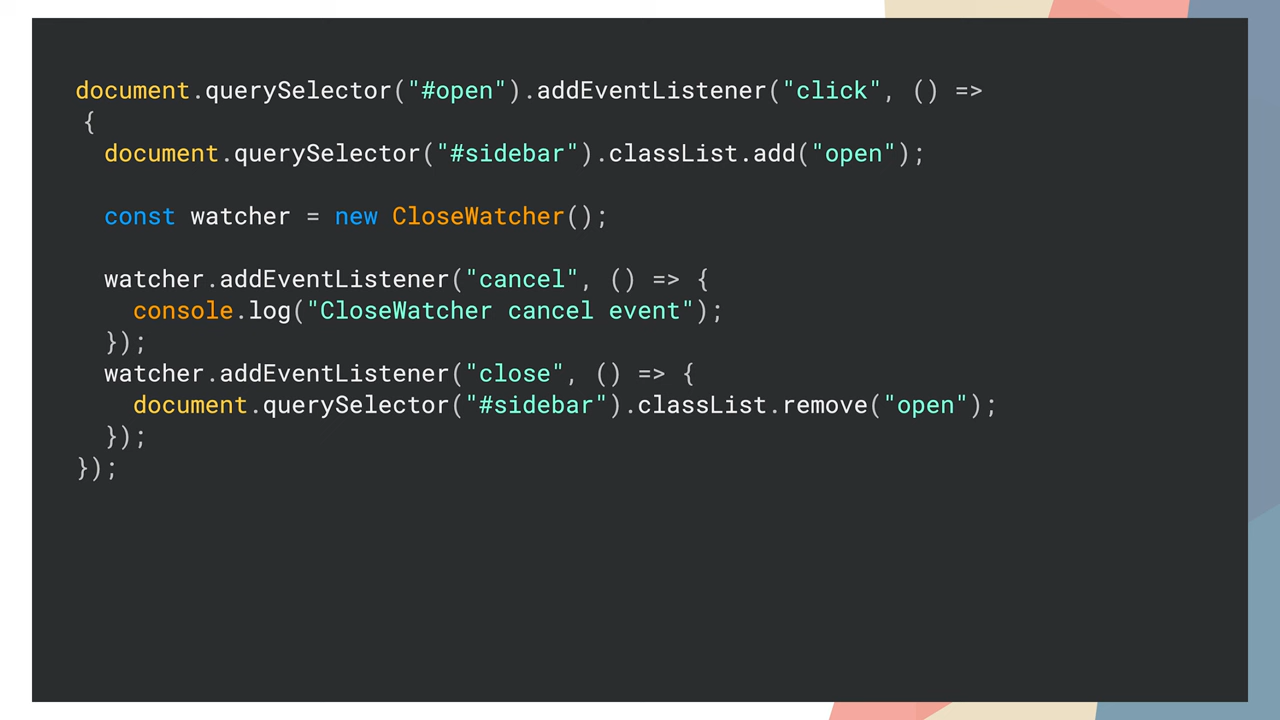 document.querySelector("#open").addEventListener("click", () =>
{
document.querySelector("#sidebar").classList.add("open");
const watcher = new CloseWatcher();
watcher.addEventListener("cancel", () => {
console.log("CloseWatcher cancel event");
});
watcher.addEventListener("close", () => {
document.querySelector("#sidebar").classList.remove("open");
});
});